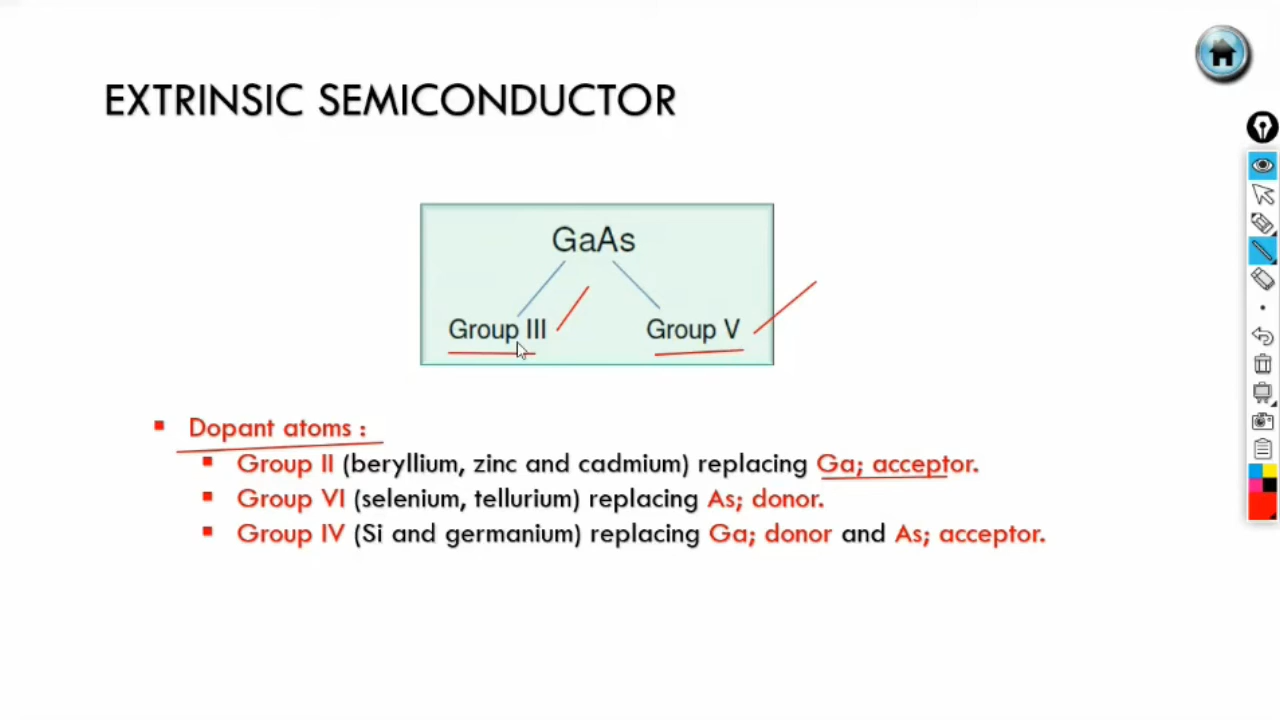 EXTRINSIC SEMICONDUCTOR
GaAs
Group III Group V
Dopant atoms :
Group II (beryllium, zinc and cadmium) replacing Ga; acceptor.
Group VI (selenium, tellurium) replacing As; donor.
Group IV (Si and germanium) replacing Ga; donor and As; acceptor.